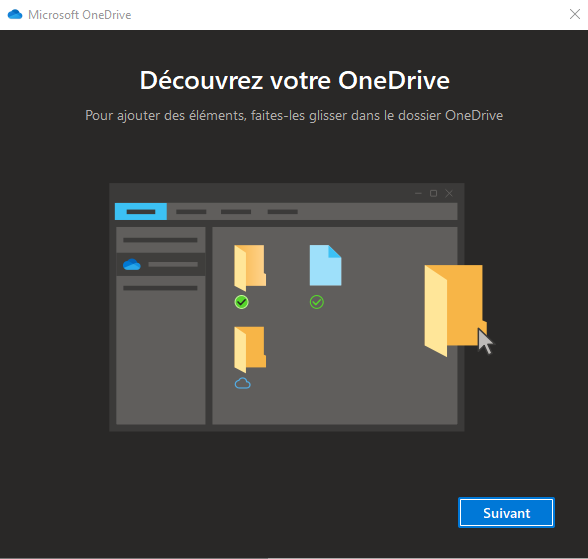 Microsoft OneDrive
Découvrez votre OneDrive
Pour ajouter des éléments, faites-les glisser dans le dossier OneDrive
Suivant